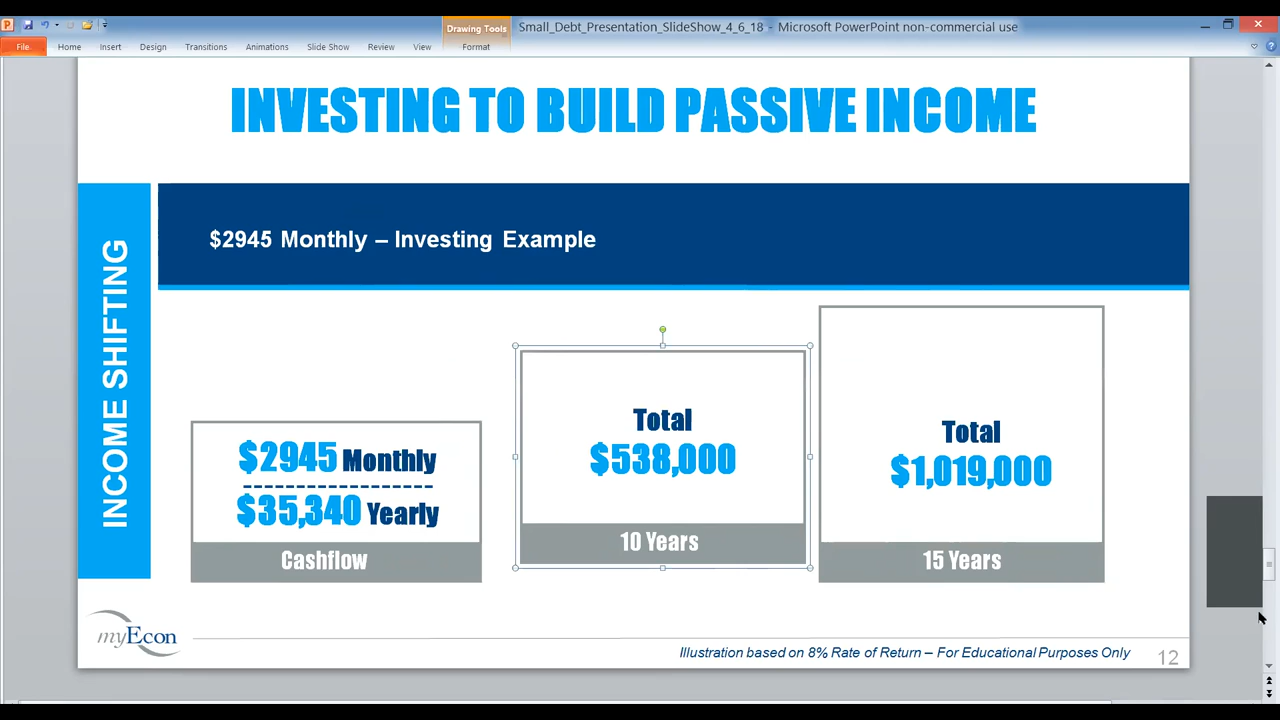 Small_Debt_Presentation_SlideShow_4_6_18 - Microsoft PowerPoint non-commercial use
Drawing Tools
File Home Insert Design Transitions Animations Slide Show Review View Format
INVESTING TO BUILD PASSIVE INCOME
$2945 Monthly – Investing Example
INCOME SHIFTING
$2945 Monthly
------------------
$35,340 Yearly
Cashflow
Total
$538,000
10 Years
Total
$1,019,000
15 Years
myEcon
Illustration based on 8% Rate of Return – For Educational Purposes Only
12